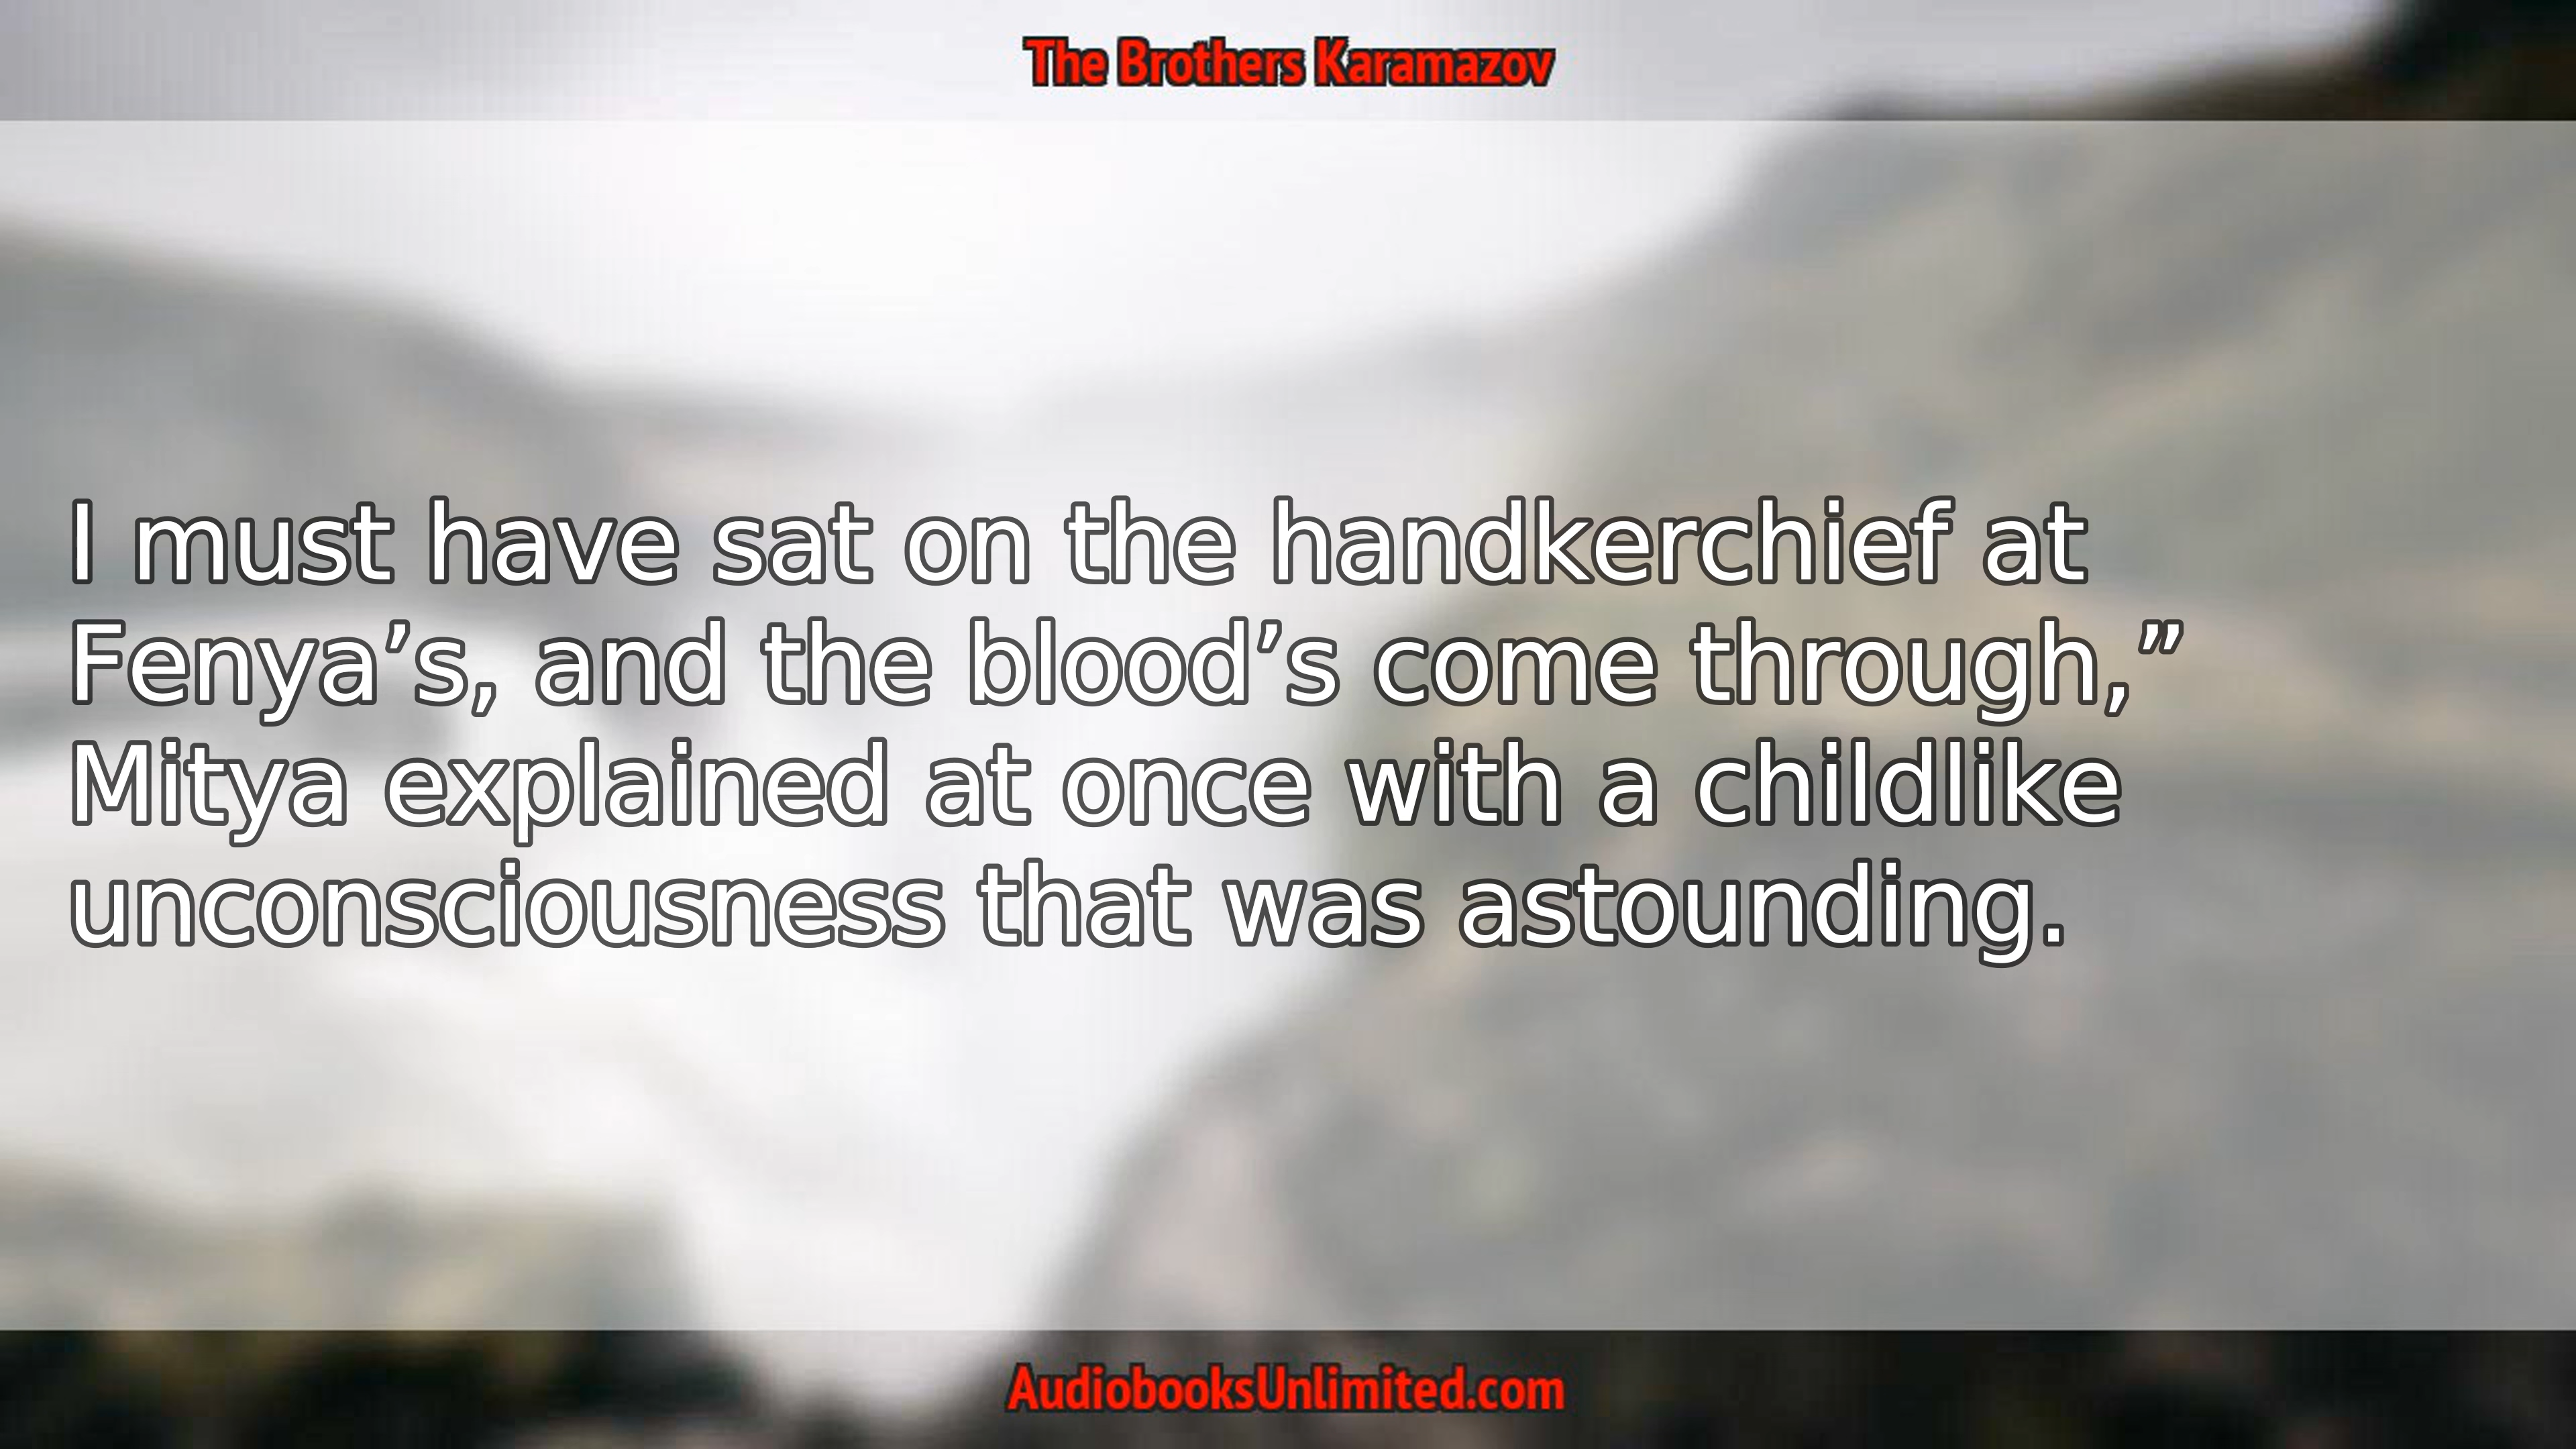 The Brothers Karamazov
I must have sat on the handkerchief at
Fenya’s, and the blood’s come through,”
Mitya explained at once with a childlike
unconsciousness that was astounding.
AudiobooksUnlimited.com